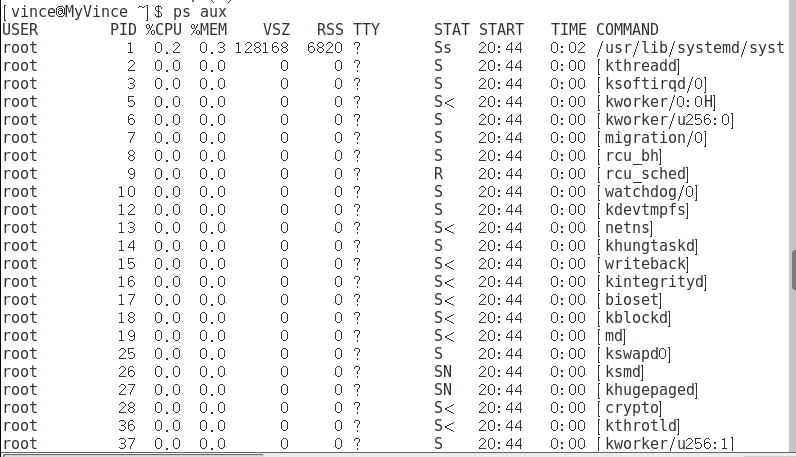 [vince@MyVince ~]$ ps aux
USER PID %CPU %MEM VSZ RSS TTY STAT START TIME COMMAND
root 1 0.2 0.3 128168 6820 ? Ss 20:44 0:02 /usr/lib/systemd/syst
root 2 0.0 0.0 0 0 ? S 20:44 0:00 [kthreadd]
root 3 0.0 0.0 0 0 ? S 20:44 0:00 [ksoftirqd/0]
root 5 0.0 0.0 0 0 ? S< 20:44 0:00 [kworker/0:0H]
root 6 0.0 0.0 0 0 ? S 20:44 0:00 [kworker/u256:0]
root 7 0.0 0.0 0 0 ? S 20:44 0:00 [migration/0]
root 8 0.0 0.0 0 0 ? S 20:44 0:00 [rcu_bh]
root 9 0.0 0.0 0 0 ? R 20:44 0:00 [rcu_sched]
root 10 0.0 0.0 0 0 ? S 20:44 0:00 [watchdog/0]
root 12 0.0 0.0 0 0 ? S 20:44 0:00 [kdevtmpfs]
root 13 0.0 0.0 0 0 ? S< 20:44 0:00 [netns]
root 14 0.0 0.0 0 0 ? S 20:44 0:00 [khungtaskd]
root 15 0.0 0.0 0 0 ? S< 20:44 0:00 [writeback]
root 16 0.0 0.0 0 0 ? S< 20:44 0:00 [kintegrityd]
root 17 0.0 0.0 0 0 ? S< 20:44 0:00 [bioset]
root 18 0.0 0.0 0 0 ? S< 20:44 0:00 [kblockd]
root 19 0.0 0.0 0 0 ? S< 20:44 0:00 [md]
root 25 0.0 0.0 0 0 ? S 20:44 0:00 [kswapd0]
root 26 0.0 0.0 0 0 ? SN 20:44 0:00 [ksmd]
root 27 0.0 0.0 0 0 ? SN 20:44 0:00 [khugepaged]
root 28 0.0 0.0 0 0 ? S< 20:44 0:00 [crypto]
root 36 0.0 0.0 0 0 ? S< 20:44 0:00 [kthrotld]
root 37 0.0 0.0 0 0 ? S 20:44 0:00 [kworker/u256:1]